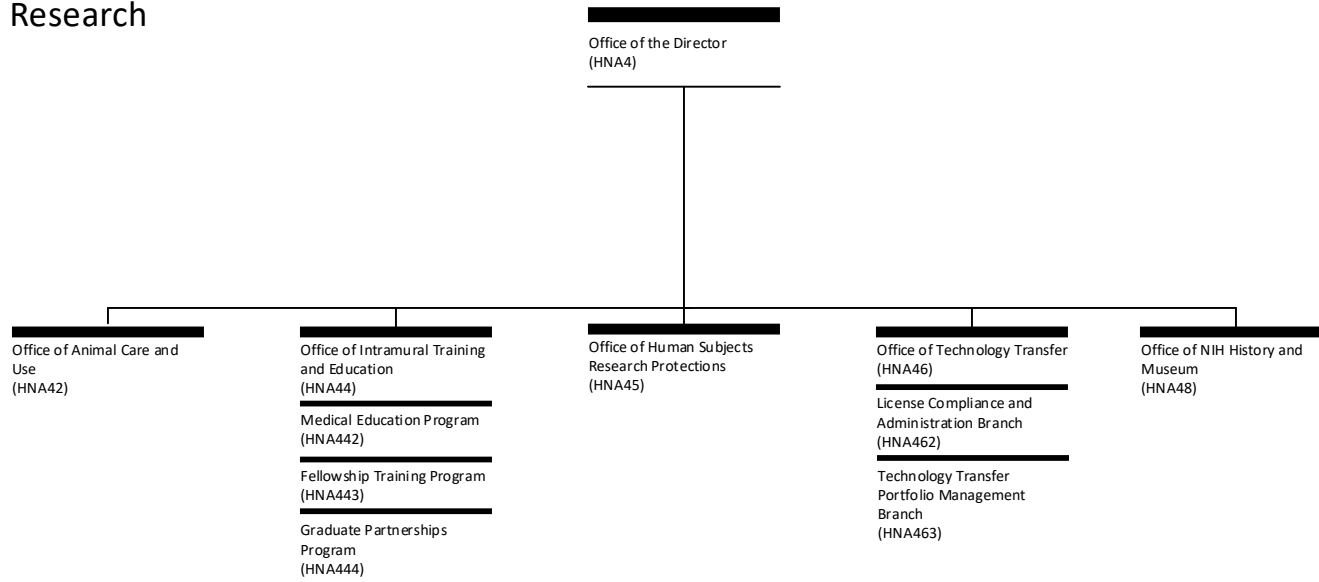 Research
Office of the Director
(HNA4)
Office of Animal Care and
Use
(HNA42)
Office of Intramural Training
and Education
(HNA44)
Medical Education Program
(HNA442)
Fellowship Training Program
(HNA443)
Graduate Partnerships
Program
(HNA444)
Office of Human Subjects
Research Protections
(HNA45)
Office of Technology Transfer
(HNA46)
License Compliance and
Administration Branch
(HNA462)
Technology Transfer
Portfolio Management
Branch
(HNA463)
Office of NIH History and
Museum
(HNA48)